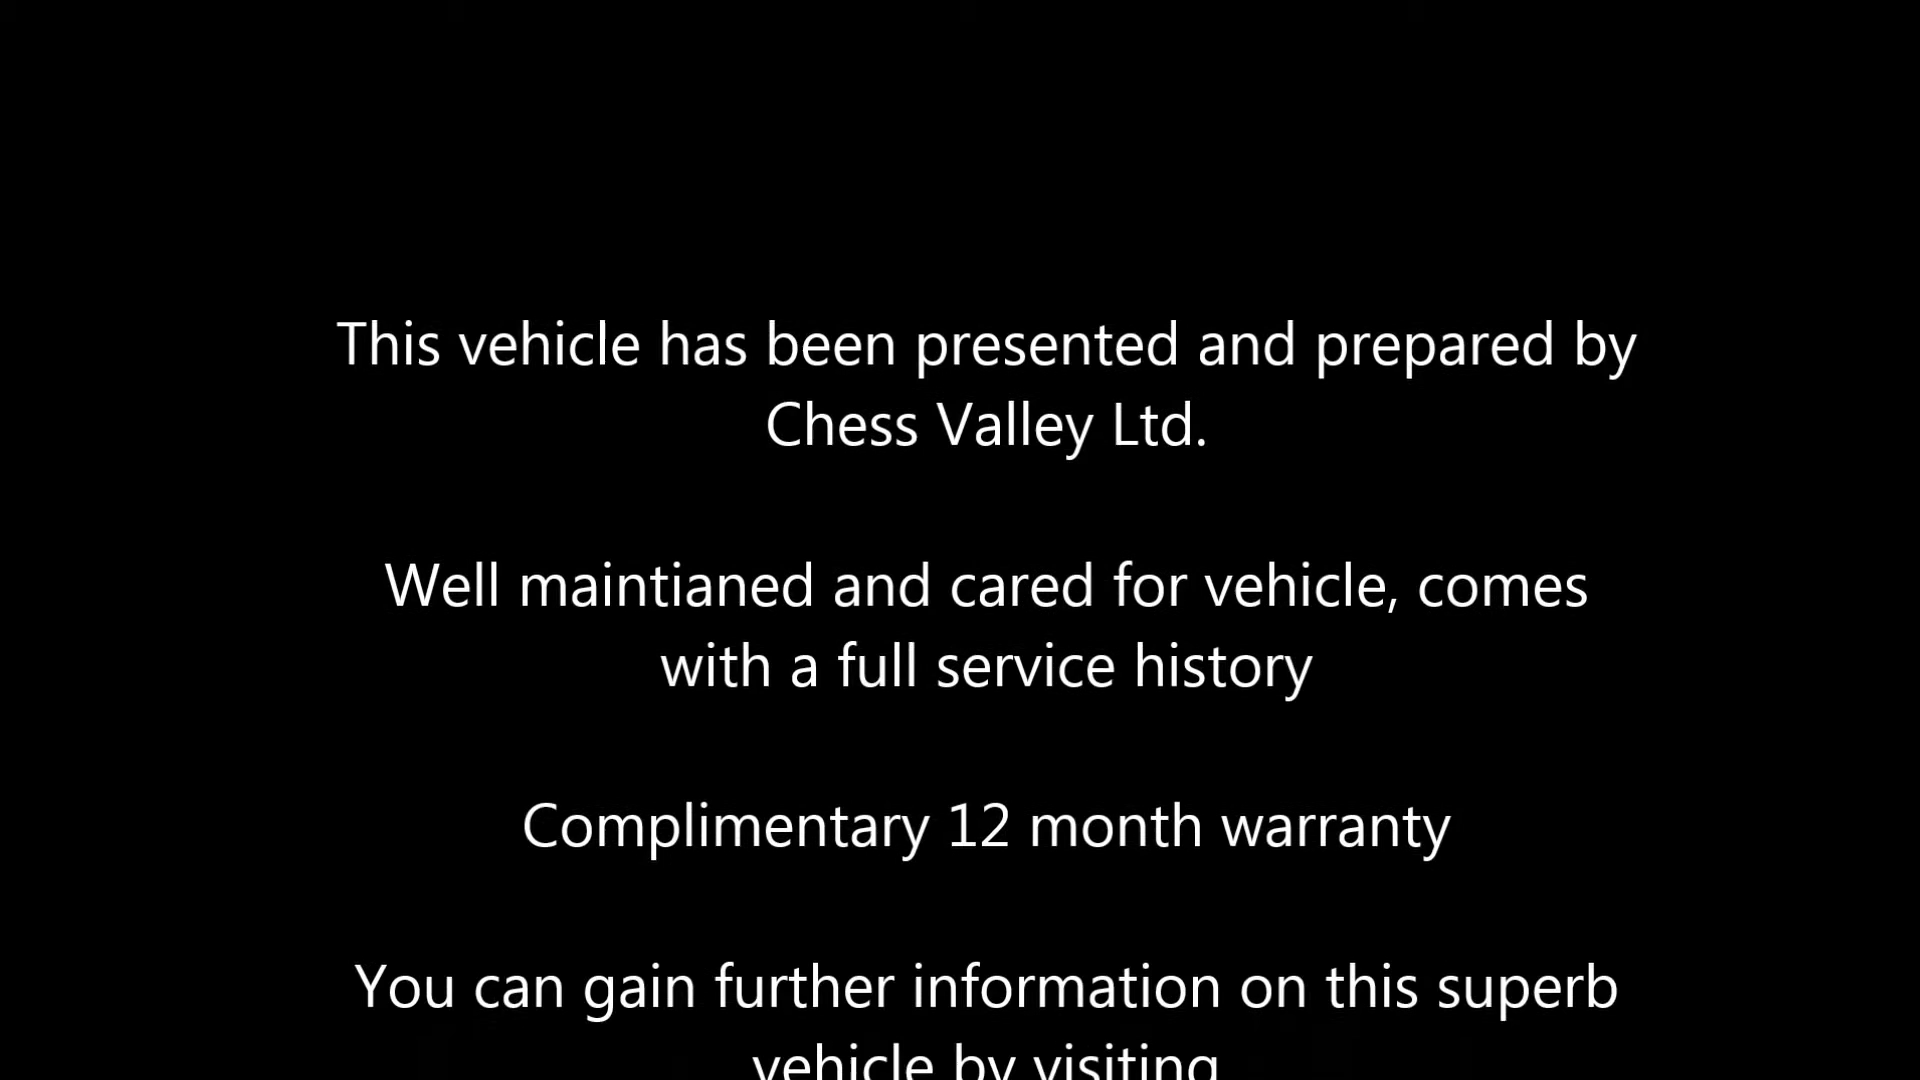 This vehicle has been presented and prepared by
Chess Valley Ltd.
Well maintianed and cared for vehicle, comes
with a full service history
Complimentary 12 month warranty
You can gain further information on this superb
vehicle by visiting